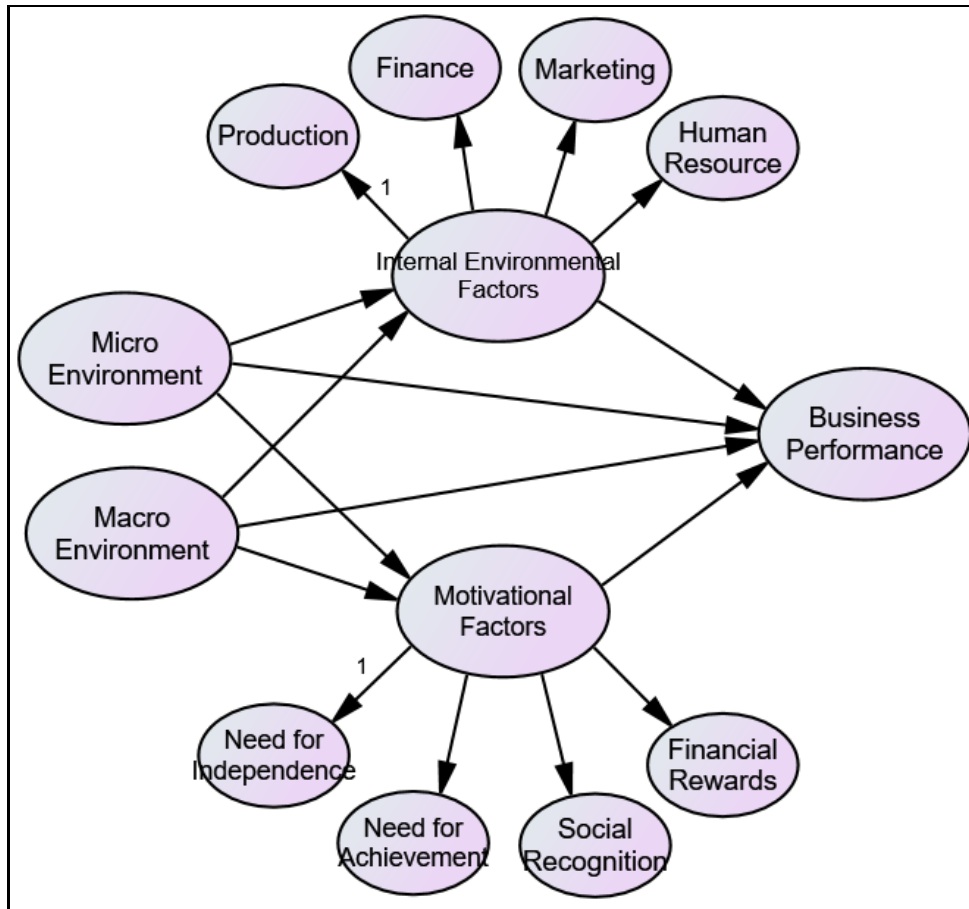 Finance
Marketing
Production
Human
Resource
1
Internal Environmental
Factors
Micro
Environment
Business
Performance
Macro
Environment
Motivational
Factors
1
Need for
Independence
Financial
Rewards
Need for
Achievement
Social
Recognition